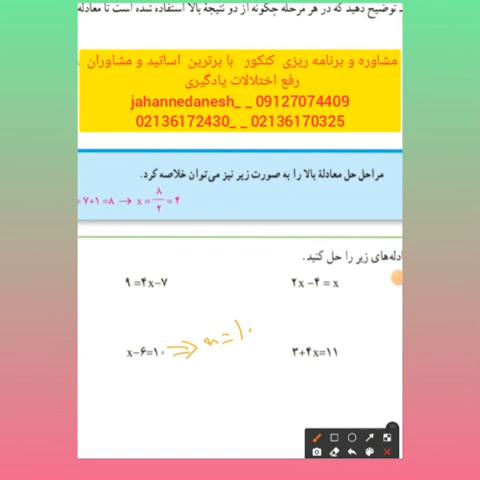 ـ توضیح دهید که در هر مرحله چگونه از دو نتیجهٔ بالا استفاده شده است تا معادله
مشاوره و برنامه ریزی کنکور با برترین اساتید و مشاوران
رفع اختلالات یادگیری
jahannedanesh_ _ 09127074409
02136172430_ _ 02136170325
مراحل حل معادلهٔ بالا را به صورت زیر نیز می‌توان خلاصه کرد.
= ۷+۱ =۸ → x = ۸/۲ = ۴
دله‌های زیر را حل کنید.
۲x −۴ = x
۹ =۴x−۷
۳+۴x=۱۱
x−۶=۱۰ ⇒ x=۱۰